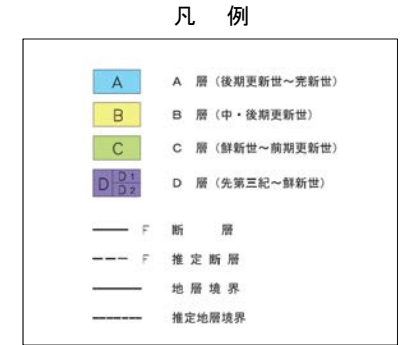 凡 例
A A 層（後期更新世～完新世）
B B 層（中・後期更新世）
C C 層（鮮新世～前期更新世）
D D1 D2 D 層（先第三紀～鮮新世）
F 断 層
F 推 定 断 層
地 層 境 界
推定地層境界